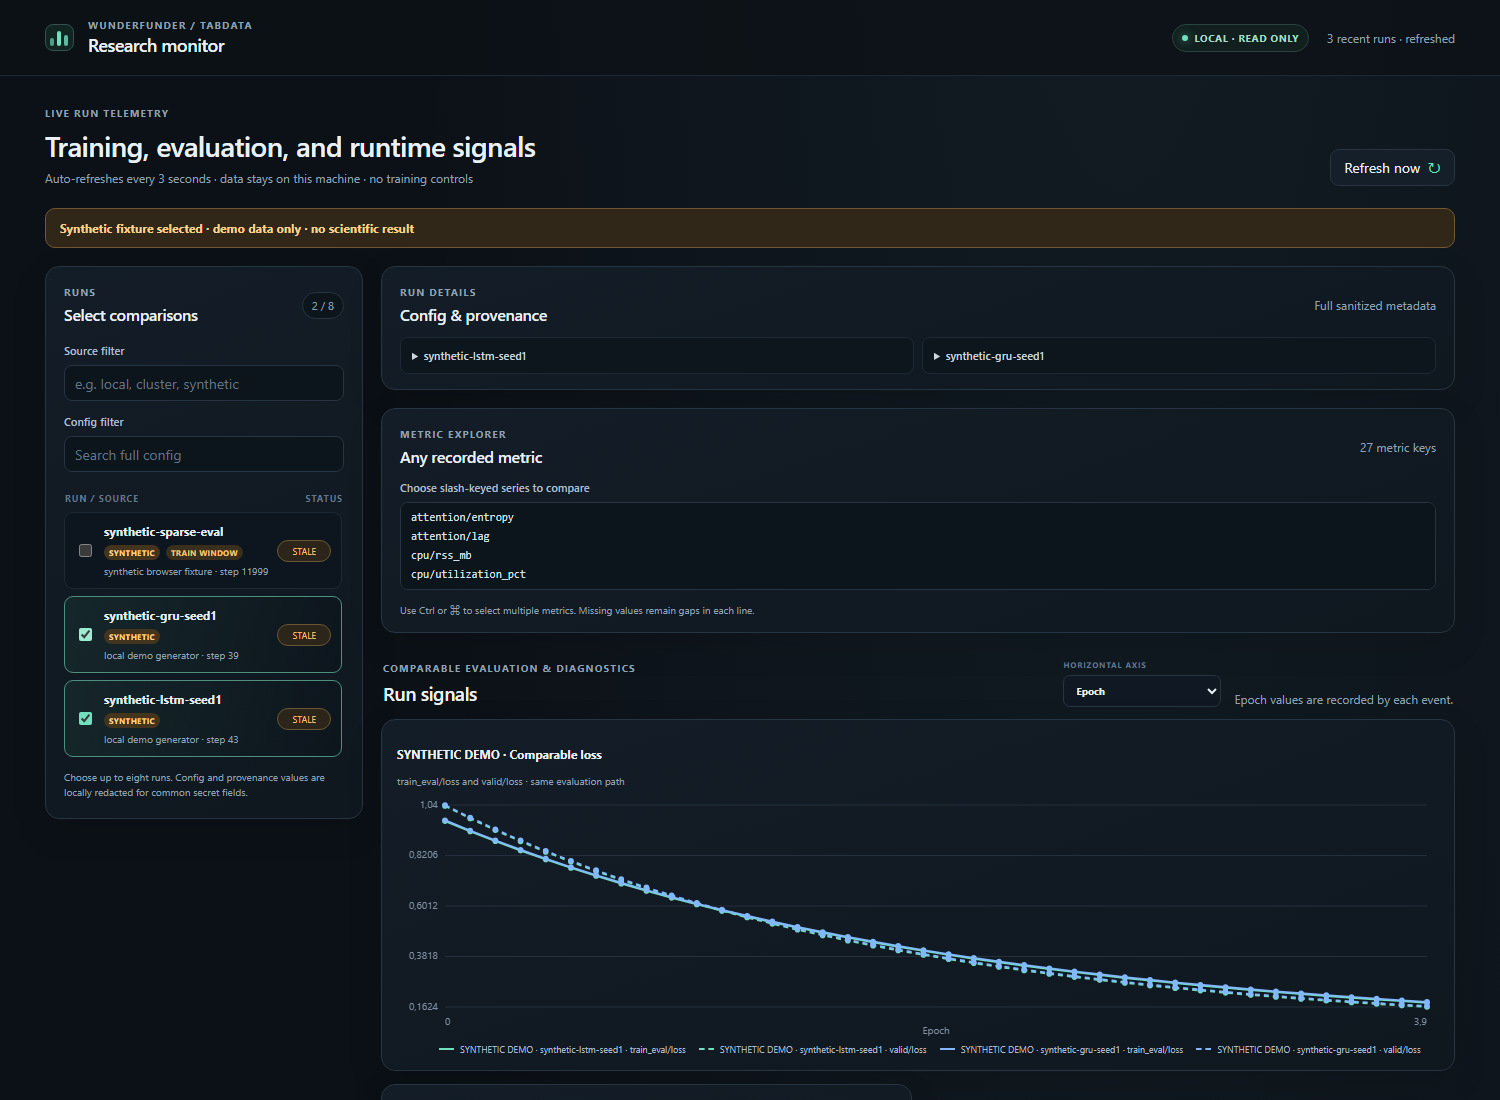 WUNDERFUNDER / TABDATA
Research monitor
LOCAL · READ ONLY
3 recent runs · refreshed
LIVE RUN TELEMETRY
Training, evaluation, and runtime signals
Auto-refreshes every 3 seconds · data stays on this machine · no training controls
Refresh now ↻
Synthetic fixture selected · demo data only · no scientific result
RUNS
Select comparisons
2 / 8
Source filter
e.g. local, cluster, synthetic
Config filter
Search full config
RUN / SOURCE
STATUS
synthetic-sparse-eval
SYNTHETIC
TRAIN WINDOW
synthetic browser fixture · step 11999
STALE
synthetic-gru-seed1
SYNTHETIC
local demo generator · step 39
STALE
synthetic-lstm-seed1
SYNTHETIC
local demo generator · step 43
STALE
Choose up to eight runs. Config and provenance values are
locally redacted for common secret fields.
RUN DETAILS
Config & provenance
Full sanitized metadata
synthetic-lstm-seed1
synthetic-gru-seed1
METRIC EXPLORER
Any recorded metric
27 metric keys
Choose slash-keyed series to compare
attention/entropy
attention/lag
cpu/rss_mb
cpu/utilization_pct
Use Ctrl or ⌘ to select multiple metrics. Missing values remain gaps in each line.
COMPARABLE EVALUATION & DIAGNOSTICS
Run signals
HORIZONTAL AXIS
Epoch
Epoch values are recorded by each event.
SYNTHETIC DEMO · Comparable loss
train_eval/loss and valid/loss · same evaluation path
1,04
0,8206
0,6012
0,3818
0,1624
0
3,9
Epoch
SYNTHETIC DEMO · synthetic-lstm-seed1 · train_eval/loss
SYNTHETIC DEMO · synthetic-lstm-seed1 · valid/loss
SYNTHETIC DEMO · synthetic-gru-seed1 · train_eval/loss
SYNTHETIC DEMO · synthetic-gru-seed1 · valid/loss